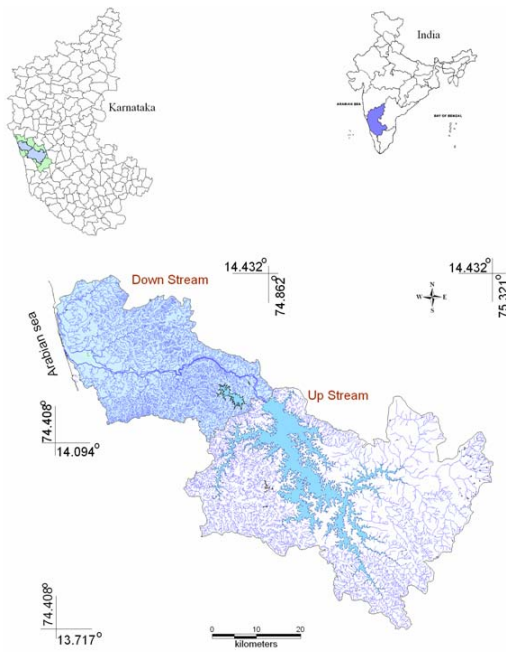 India
Karnataka
ARABIAN SEA
BAY OF BENGAL
14.432°
74.862°
14.432°
75.321°
Down Stream
N
W E
S
Arabian sea
Up Stream
74.408°
14.094°
74.408°
13.717°
0 10 20
kilometers